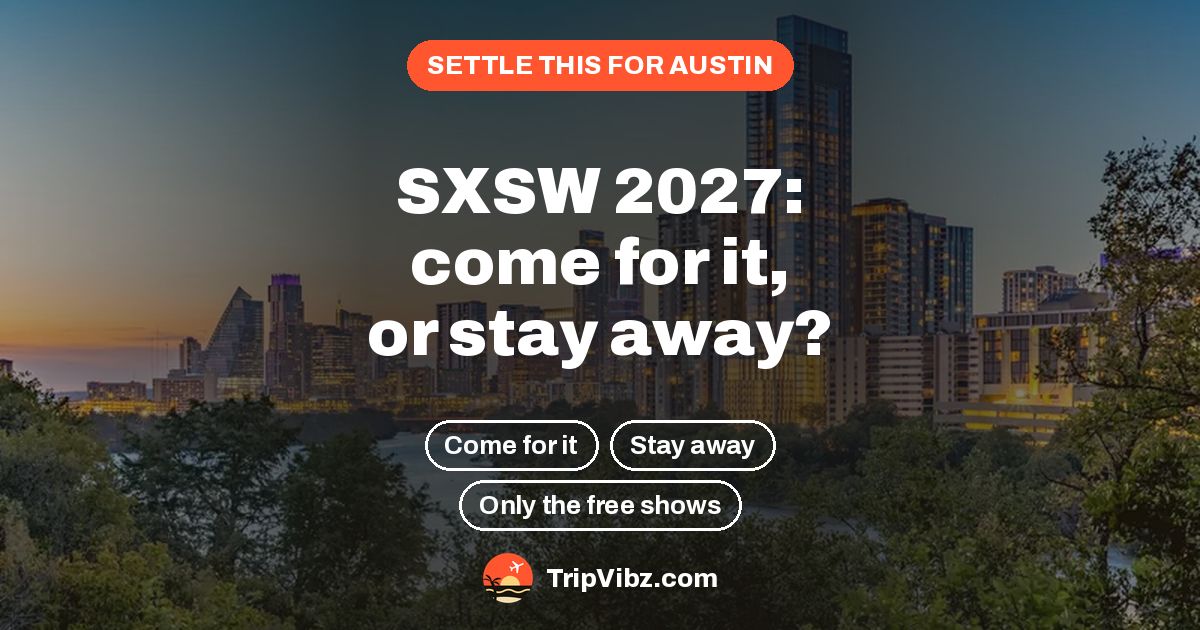 SETTLE THIS FOR AUSTIN
SXSW 2027:
come for it,
or stay away?
Come for it
Stay away
Only the free shows
TripVibz.com